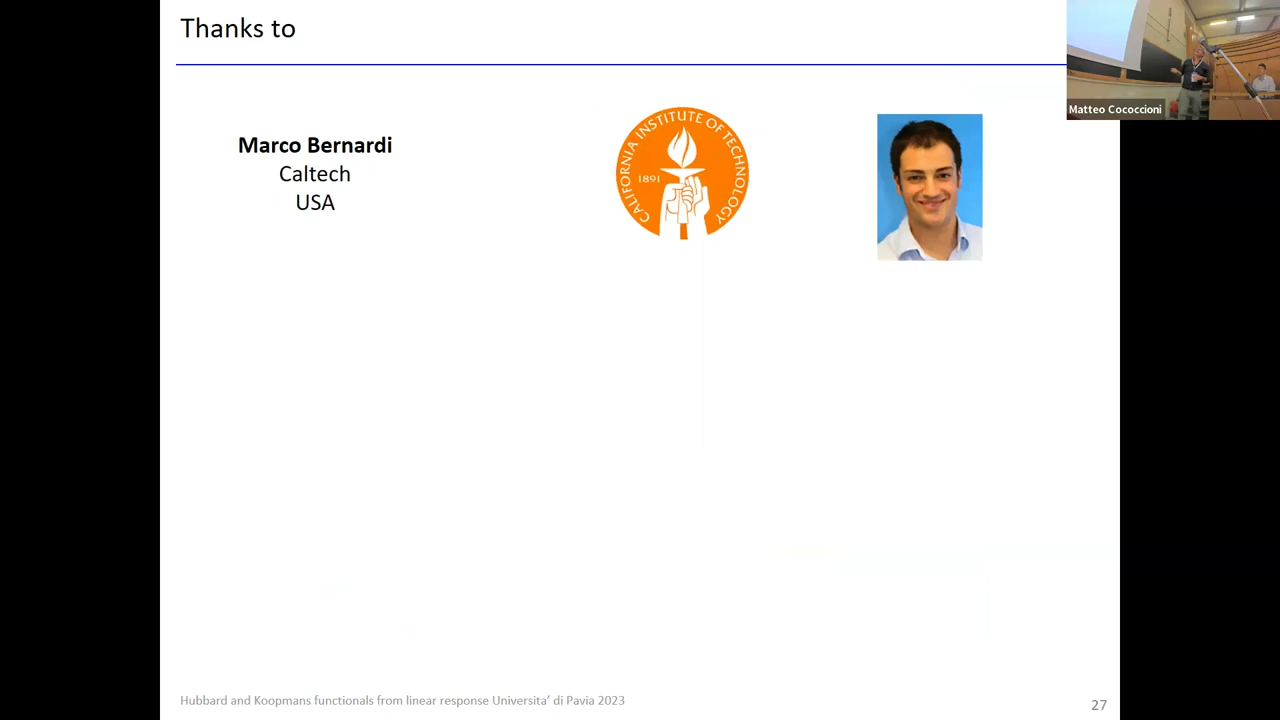 Thanks to
Matteo Cococcioni
Marco Bernardi
Caltech
USA
CALIFORNIA INSTITUTE OF TECHNOLOGY
1891
Hubbard and Koopmans functionals from linear response Universita’ di Pavia 2023
27